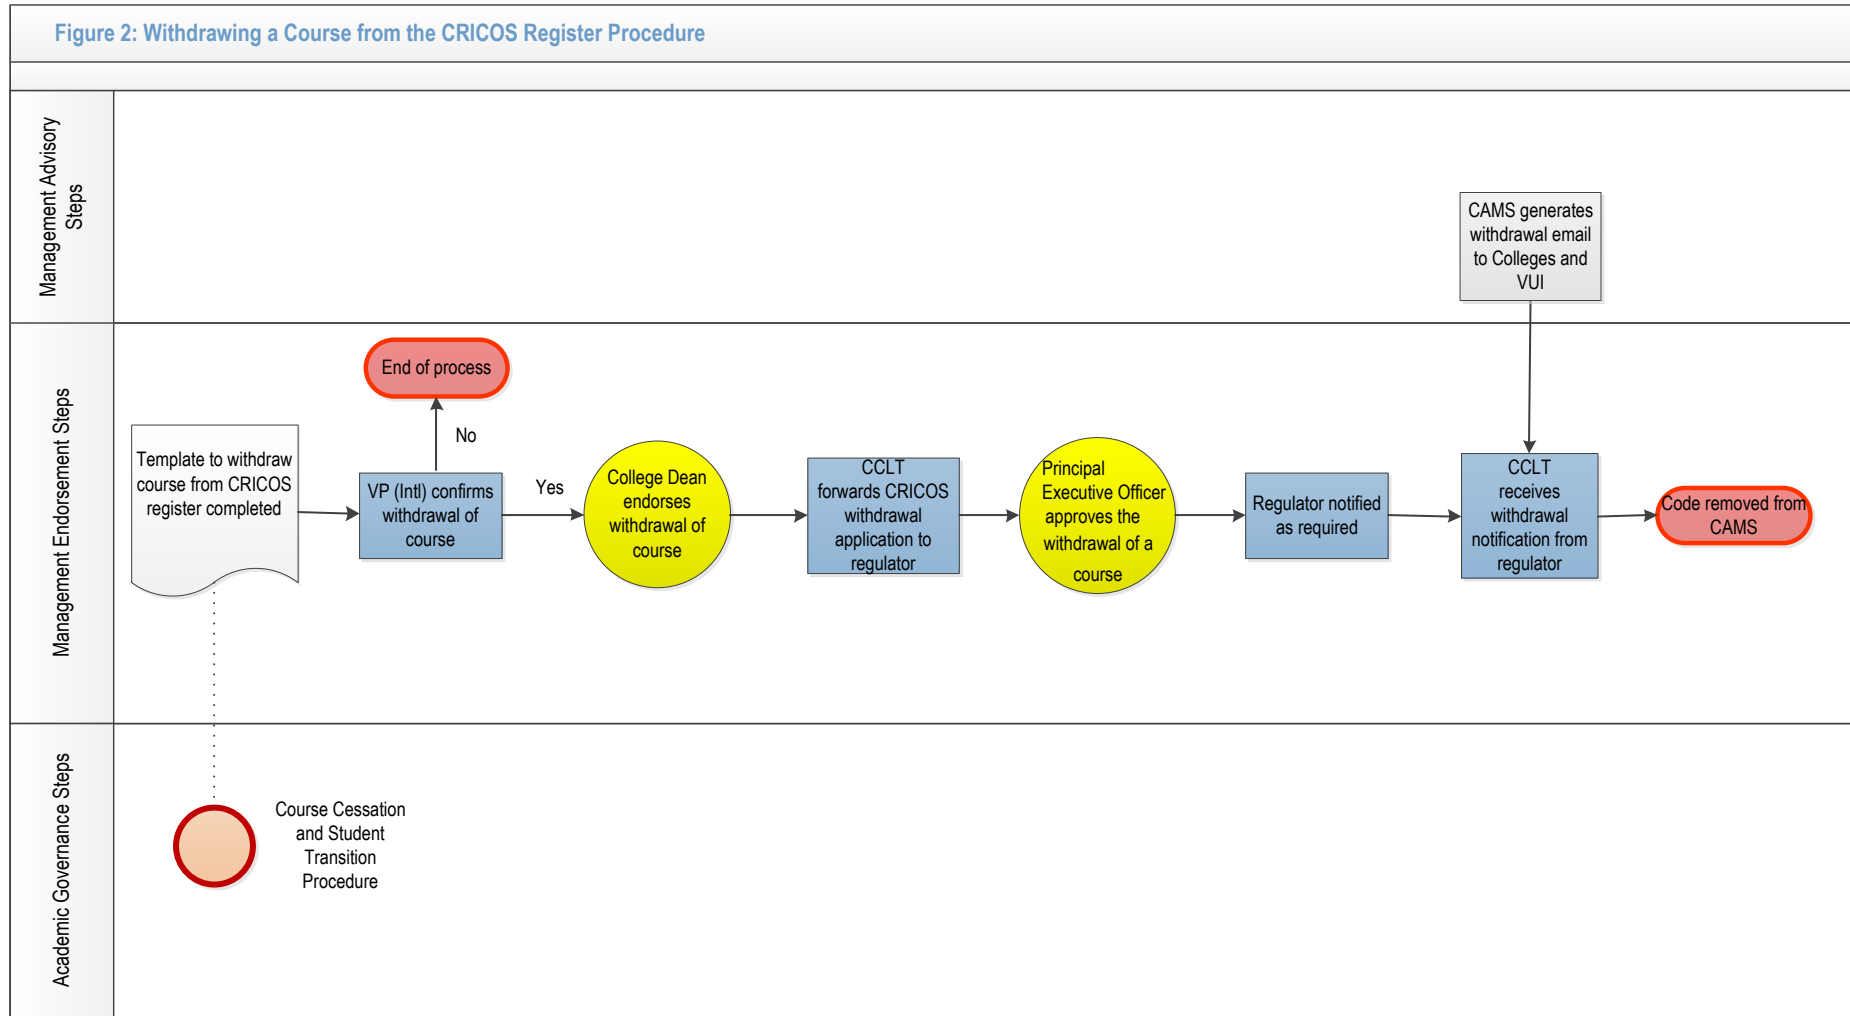 Figure 2: Withdrawing a Course from the CRICOS Register Procedure
Management Advisory
Steps
CAMS generates
withdrawal email
to Colleges and
VUI
Management Endorsement Steps
End of process
No
Template to withdraw
course from CRICOS
register completed
VP (Intl) confirms
withdrawal of
course
Yes
College Dean
endorses
withdrawal of
course
CCLT
forwards CRICOS
withdrawal
application to
regulator
Principal
Executive Officer
approves the
withdrawal of a
course
Regulator notified
as required
CCLT
receives
withdrawal
notification from
regulator
Code removed from
CAMS
Academic Governance Steps
Course Cessation
and Student
Transition
Procedure